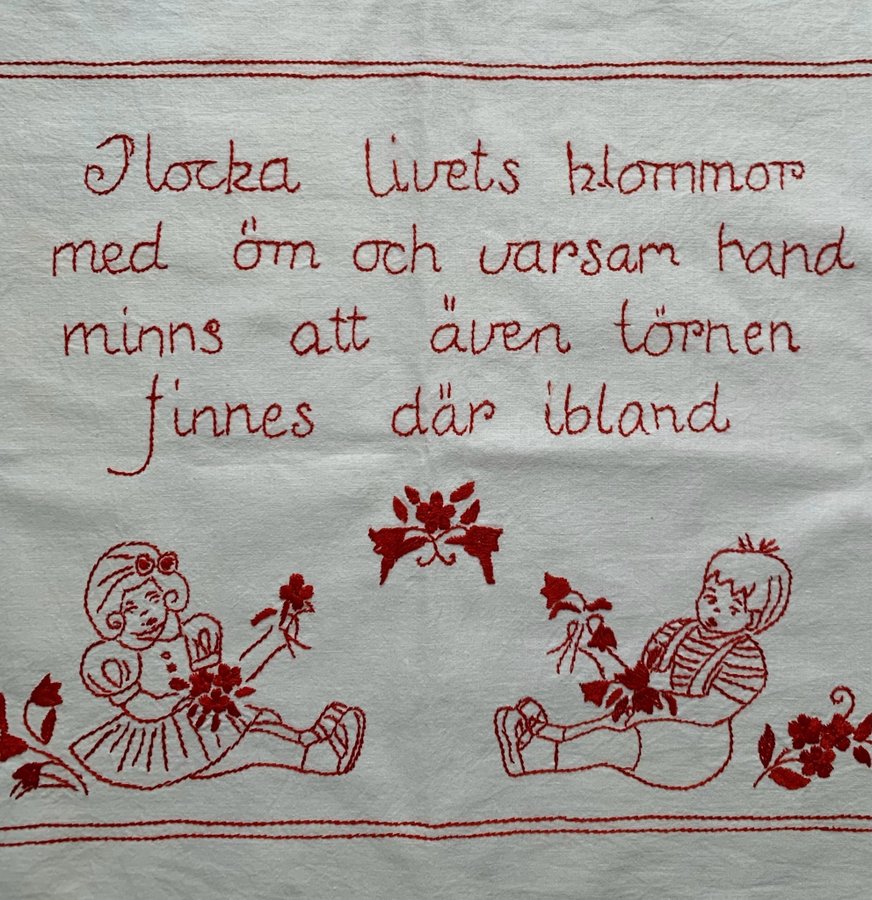 Plocka livets blommor
med öm och varsam hand
minns att även törnen
finnes där ibland